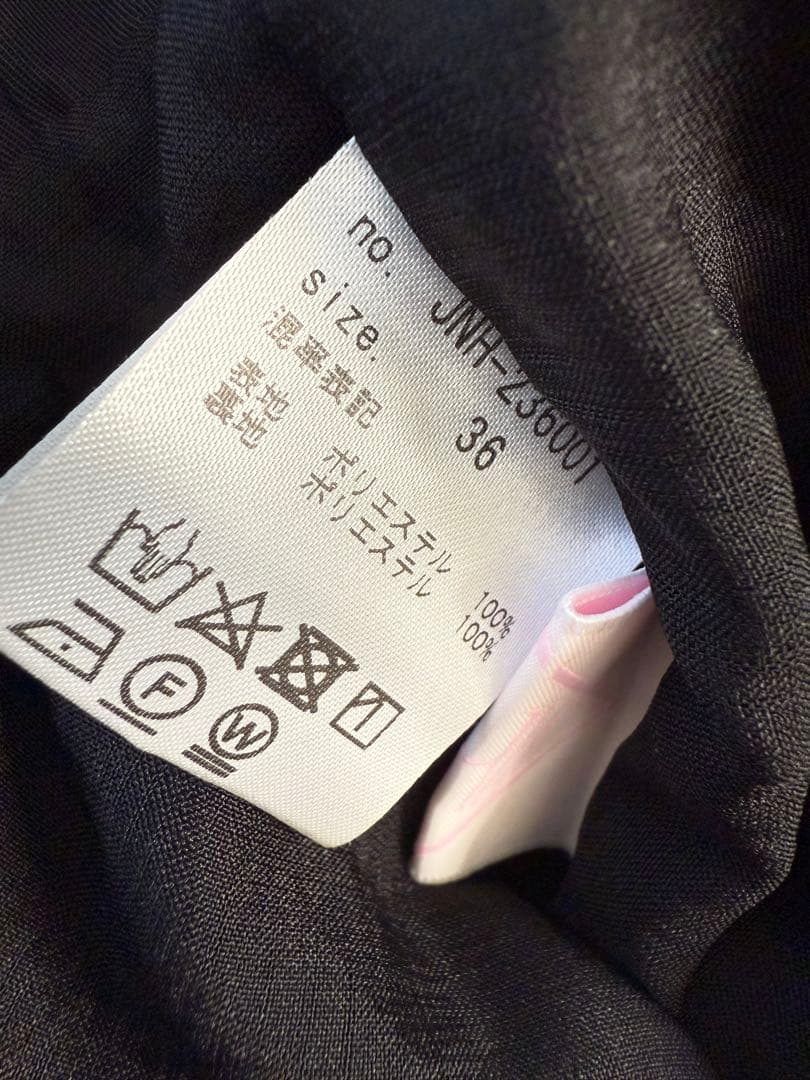 no. JNH-236001
size. 36
混率表記
表地 ポリエステル 100%
裏地 ポリエステル 100%
F
W